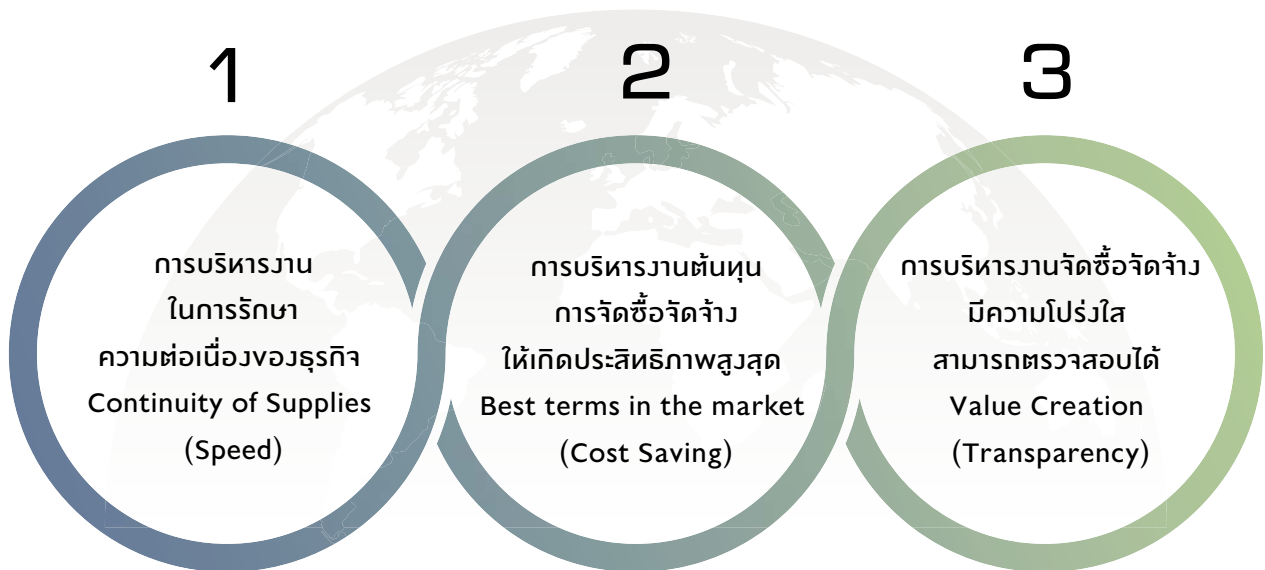 1
การบริหารงาน
ในการรักษา
ความต่อเนื่องของธุรกิจ
Continuity of Supplies
(Speed)
2
การบริหารงานต้นทุน
การจัดซื้อจัดจ้าง
ให้เกิดประสิทธิภาพสูงสุด
Best terms in the market
(Cost Saving)
3
การบริหารงานจัดซื้อจัดจ้าง
มีความโปร่งใส
สามารถตรวจสอบได้
Value Creation
(Transparency)